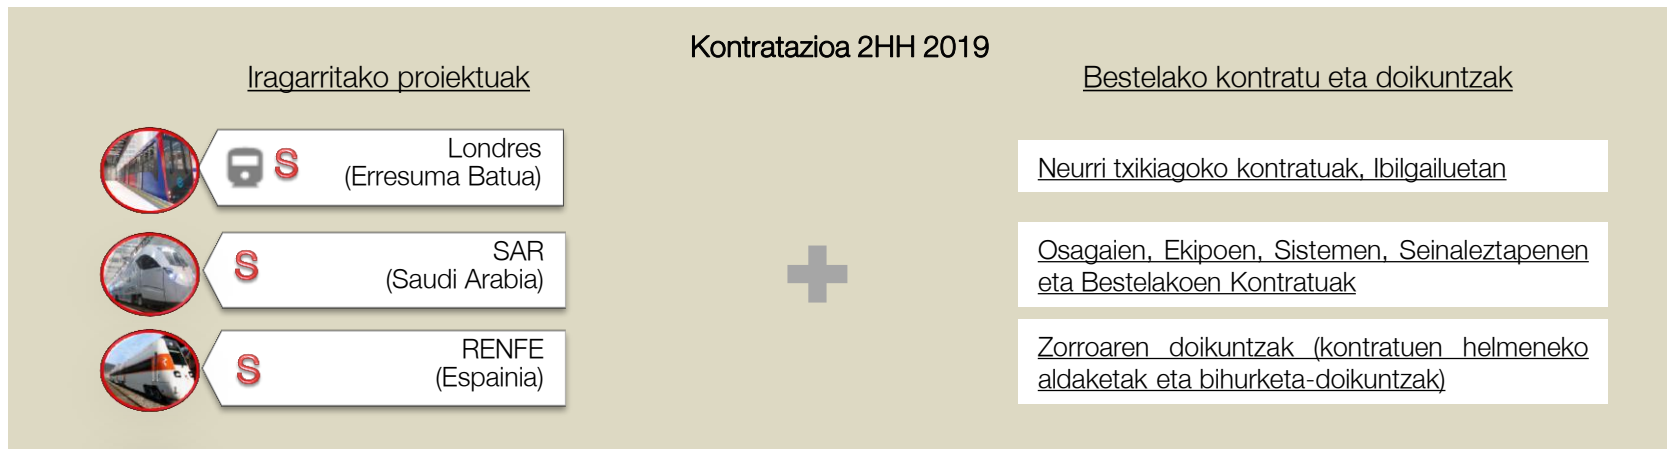 Kontratazioa 2HH 2019
Iragarritako proiektuak
S
Londres
(Erresuma Batua)
S
SAR
(Saudi Arabia)
S
RENFE
(Espainia)
Bestelako kontratu eta doikuntzak
Neurri txikiagoko kontratuak, Ibilgailuetan
Osagaien, Ekipoen, Sistemen, Seinaleztapenen
eta Bestelakoen Kontratuak
Zorroaren doikuntzak (kontratuen helmeneko
aldaketak eta bihurketa-doikuntzak)